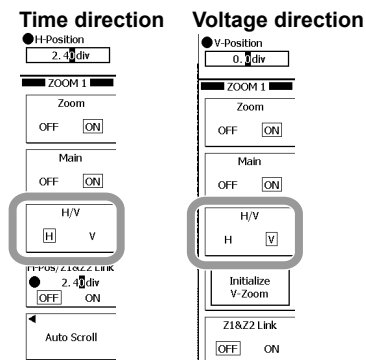 Time direction
H-Position
2.40div
ZOOM 1
Zoom
OFF ON
Main
OFF ON
H/V
H V
H-Pos/Z1&Z2 Link
2.40div
OFF ON
Auto Scroll
Voltage direction
V-Position
0.0div
ZOOM 1
Zoom
OFF ON
Main
OFF ON
H/V
H V
Initialize
V-Zoom
Z1&Z2 Link
OFF ON